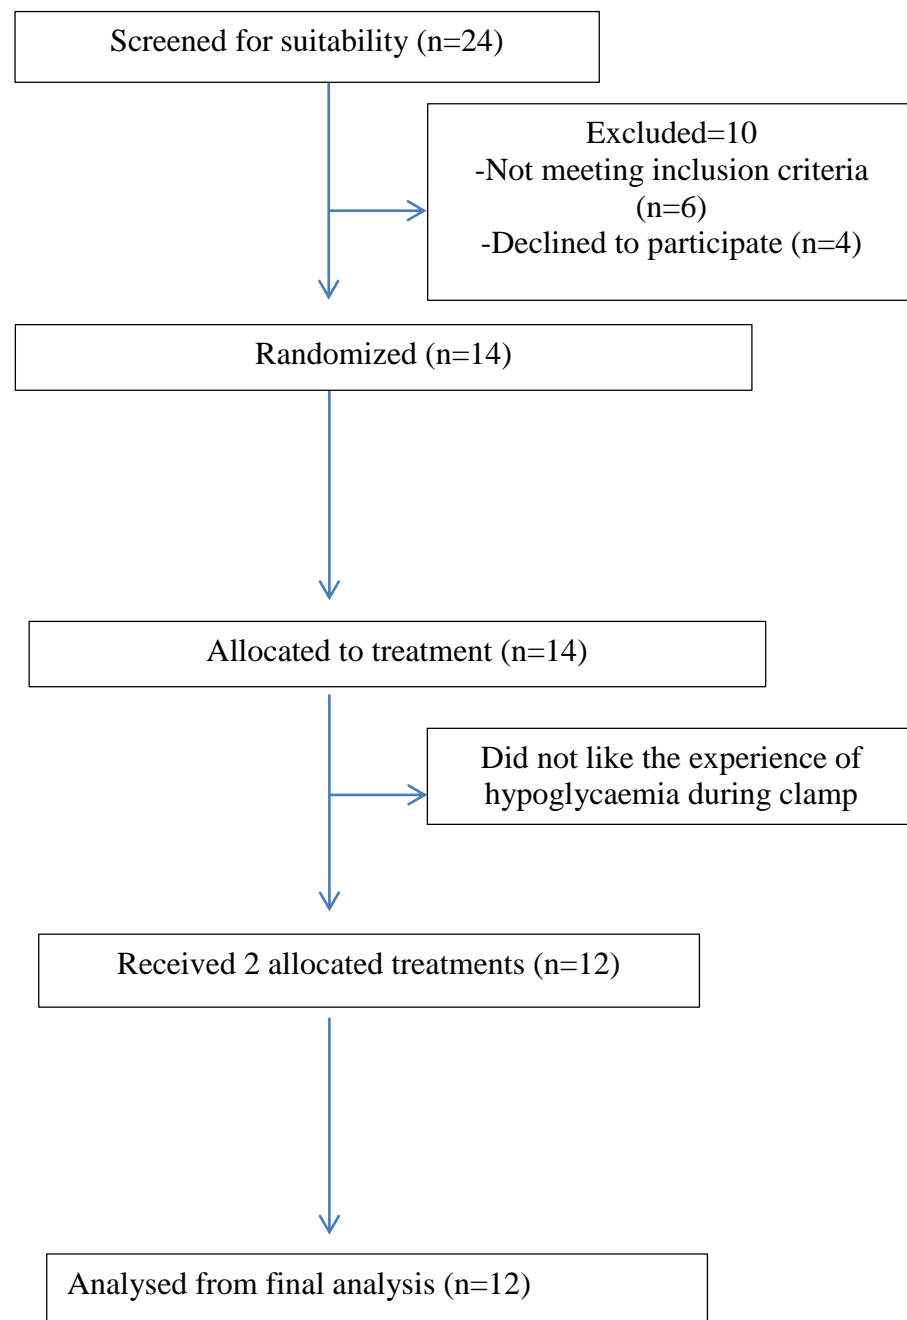 Screened for suitability (n=24)
Excluded=10
-Not meeting inclusion criteria
(n=6)
-Declined to participate (n=4)
Randomized (n=14)
Allocated to treatment (n=14)
Did not like the experience of
hypoglycaemia during clamp
Received 2 allocated treatments (n=12)
Analysed from final analysis (n=12)